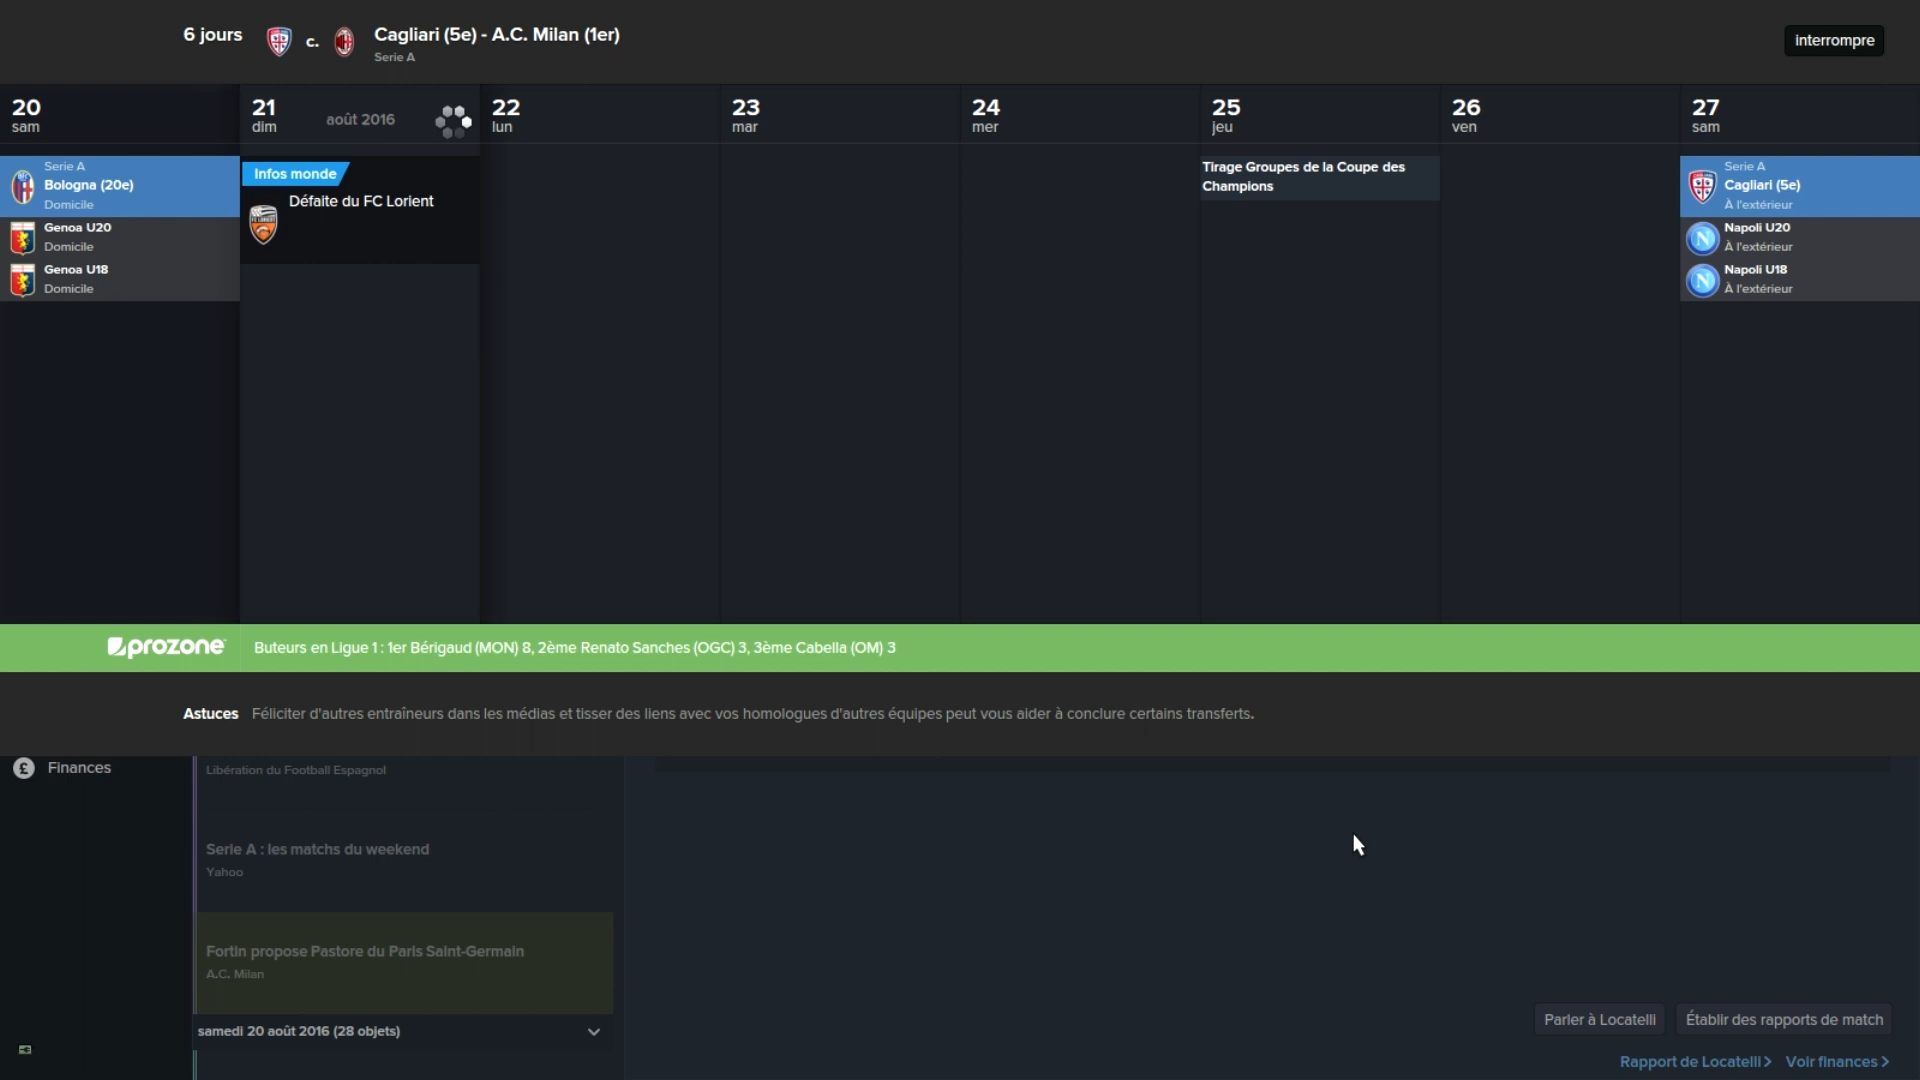 6 jours
c.
Cagliari (5e) - A.C. Milan (1er)
Serie A
interrompre
20
sam
21
dim
août 2016
22
lun
23
mar
24
mer
25
jeu
26
ven
27
sam
Serie A
Bologna (20e)
Domicile
Genoa U20
Domicile
Genoa U18
Domicile
Infos monde
Défaite du FC Lorient
Tirage Groupes de la Coupe des
Champions
Serie A
Cagliari (5e)
À l'extérieur
Napoli U20
À l'extérieur
Napoli U18
À l'extérieur
prozone
Buteurs en Ligue 1 : 1er Bérigaud (MON) 8, 2ème Renato Sanches (OGC) 3, 3ème Cabella (OM) 3
Astuces
Féliciter d'autres entraîneurs dans les médias et tisser des liens avec vos homologues d'autres équipes peut vous aider à conclure certains transferts.
Finances
Libération du Football Espagnol
Serie A : les matchs du weekend
Yahoo
Fortin propose Pastore du Paris Saint-Germain
A.C. Milan
samedi 20 août 2016 (28 objets)
Parler à Locatelli
Établir des rapports de match
Rapport de Locatelli >
Voir finances >